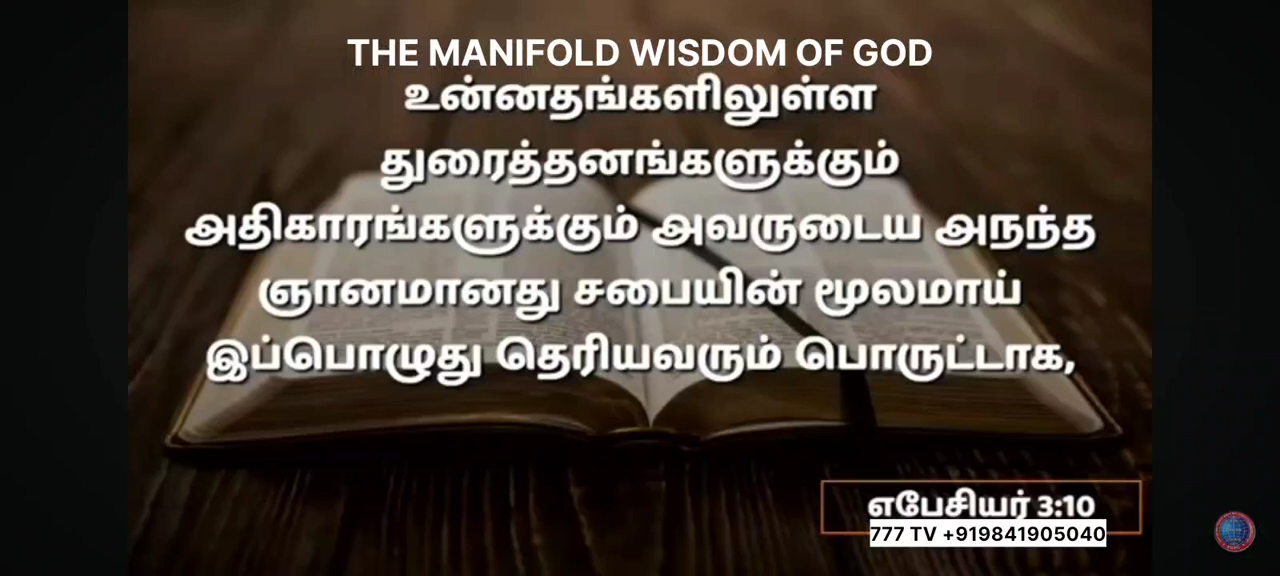 THE MANIFOLD WISDOM OF GOD
உன்னதங்களிலுள்ள
துரைத்தனங்களுக்கும்
அதிகாரங்களுக்கும் அவருடைய அநந்த
ஞானமானது சபையின் மூலமாய்
இப்பொழுது தெரியவரும் பொருட்டாக,
எபேசியர் 3:10
777 TV +919841905040